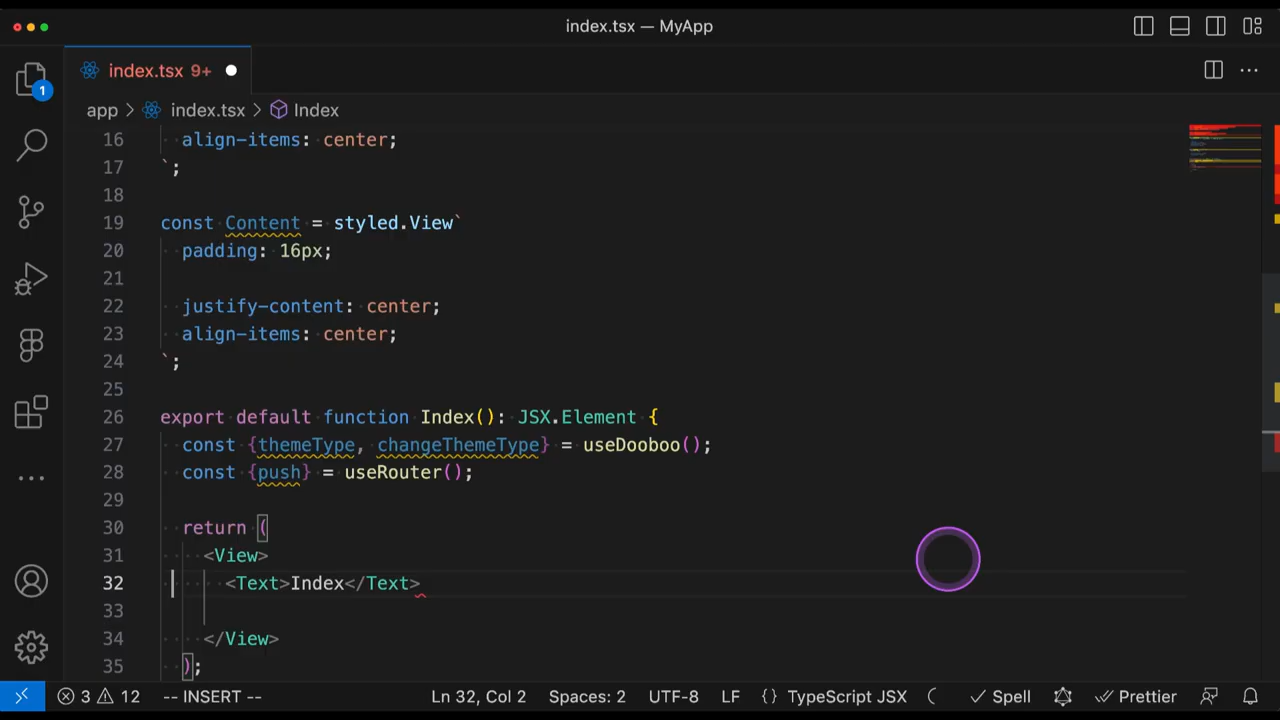 index.tsx — MyApp
index.tsx 9+
1
app > index.tsx > Index
16 align-items: center;
17 `;
18
19 const Content = styled.View`
20 padding: 16px;
21
22 justify-content: center;
23 align-items: center;
24 `;
25
26 export default function Index(): JSX.Element {
27 const {themeType, changeThemeType} = useDooboo();
28 const {push} = useRouter();
29
30 return (
31 <View>
32 <Text>Index</Text>
33
34 </View>
35 );
3 12 -- INSERT -- Ln 32, Col 2 Spaces: 2 UTF-8 LF {} TypeScript JSX Spell Prettier